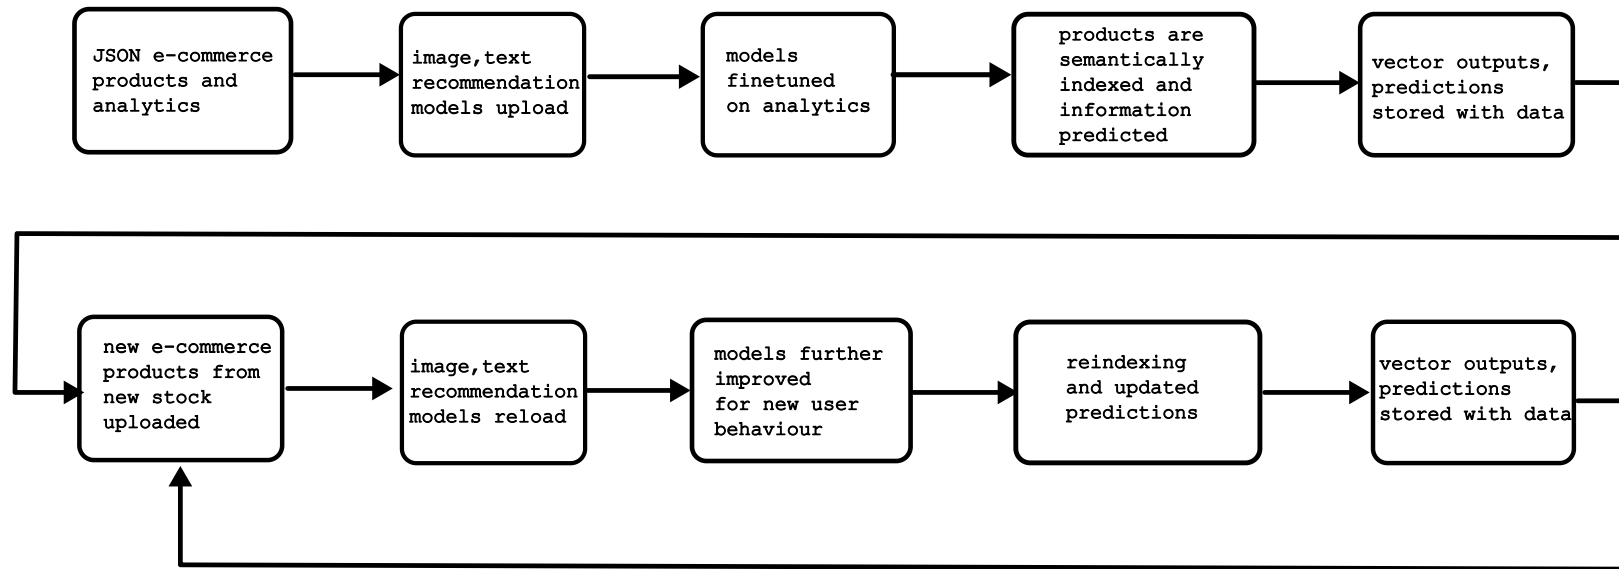 JSON e-commerce
products and
analytics
image,text
recommendation
models upload
models
finetuned
on analytics
products are
semantically
indexed and
information
predicted
vector outputs,
predictions
stored with data
new e-commerce
products from
new stock
uploaded
image,text
recommendation
models reload
models further
improved
for new user
behaviour
reindexing
and updated
predictions
vector outputs,
predictions
stored with data